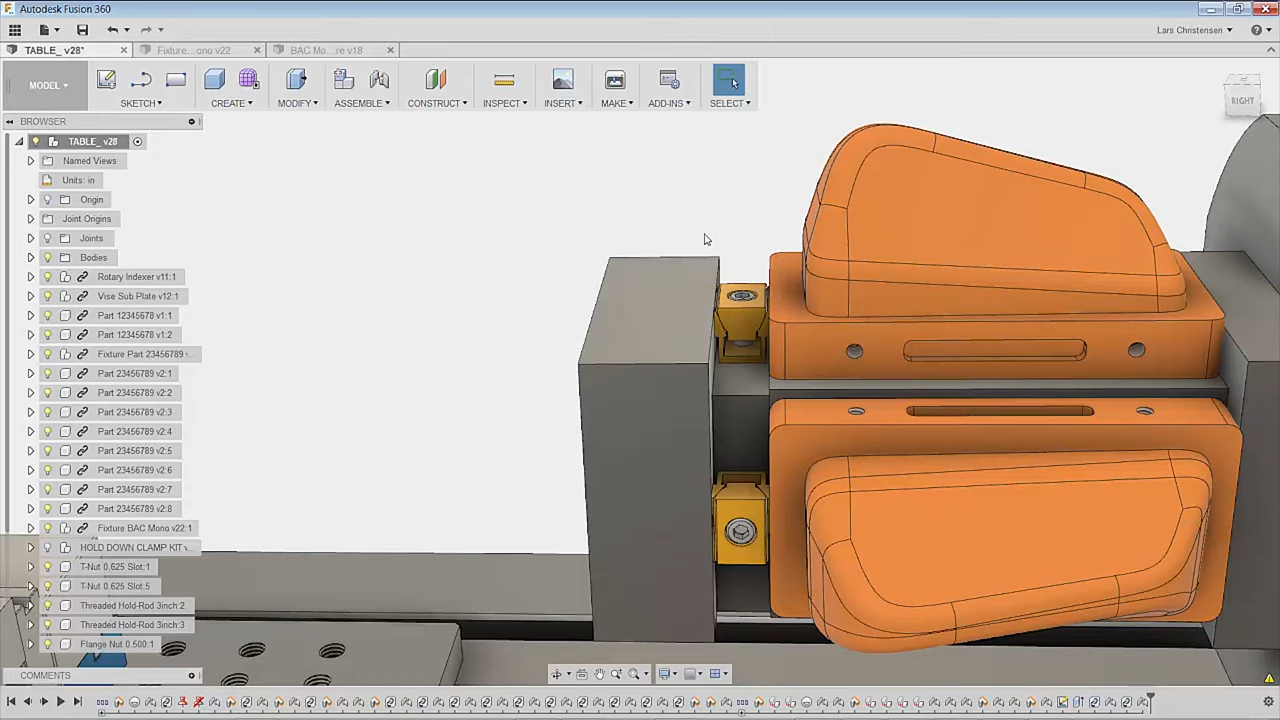 Autodesk Fusion 360
Lars Christensen
TABLE_ v28*
Fixture...ono v22
BAC Mo...re v18
MODEL
SKETCH
CREATE
MODIFY
ASSEMBLE
CONSTRUCT
INSPECT
INSERT
MAKE
ADD-INS
SELECT
RIGHT
BROWSER
TABLE_ v28
Named Views
Units: in
Origin
Joint Origins
Joints
Bodies
Rotary Indexer v11:1
Vise Sub Plate v12:1
Part 12345678 v1:1
Part 12345678 v1:2
Fixture Part 23456789
Part 23456789 v2:1
Part 23456789 v2:2
Part 23456789 v2:3
Part 23456789 v2:4
Part 23456789 v2:5
Part 23456789 v2:6
Part 23456789 v2:7
Part 23456789 v2:8
Fixture BAC Mono v22:1
HOLD DOWN CLAMP KIT v...
T-Nut 0.625 Slot:1
T-Nut 0.625 Slot:5
Threaded Hold-Rod 3inch:2
Threaded Hold-Rod 3inch:3
Flange Nut 0.500:1
COMMENTS